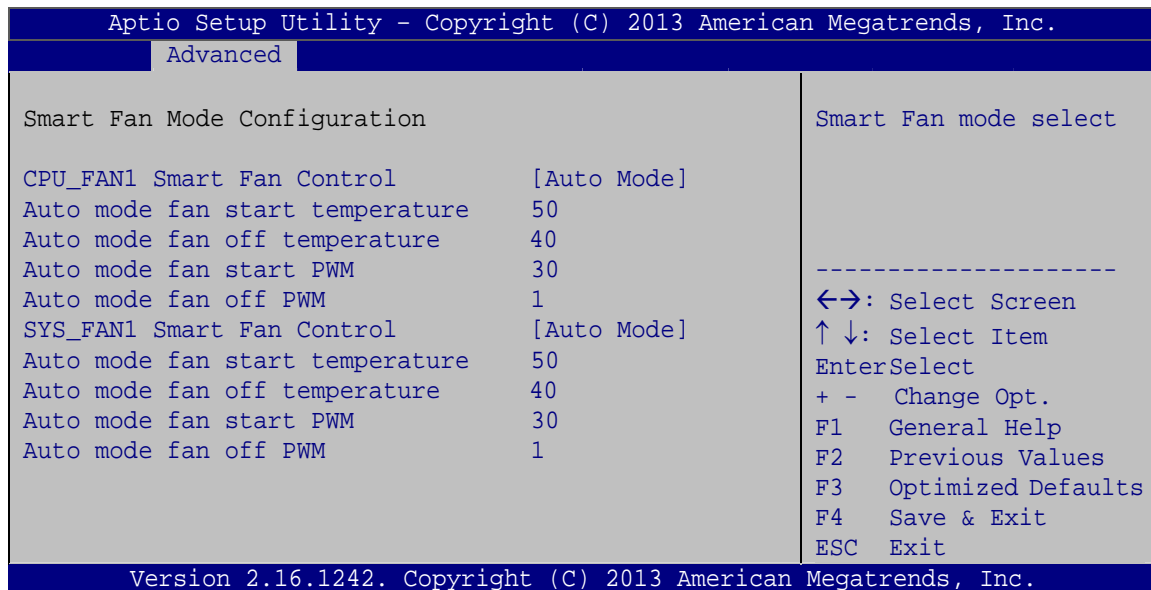 Aptio Setup Utility – Copyright (C) 2013 American Megatrends, Inc.
Advanced
Smart Fan Mode Configuration
CPU_FAN1 Smart Fan Control [Auto Mode]
Auto mode fan start temperature 50
Auto mode fan off temperature 40
Auto mode fan start PWM 30
Auto mode fan off PWM 1
SYS_FAN1 Smart Fan Control [Auto Mode]
Auto mode fan start temperature 50
Auto mode fan off temperature 40
Auto mode fan start PWM 30
Auto mode fan off PWM 1
Smart Fan mode select
---------------------
←→: Select Screen
↑ ↓: Select Item
EnterSelect
+ - Change Opt.
F1 General Help
F2 Previous Values
F3 Optimized Defaults
F4 Save & Exit
ESC Exit
Version 2.16.1242. Copyright (C) 2013 American Megatrends, Inc.